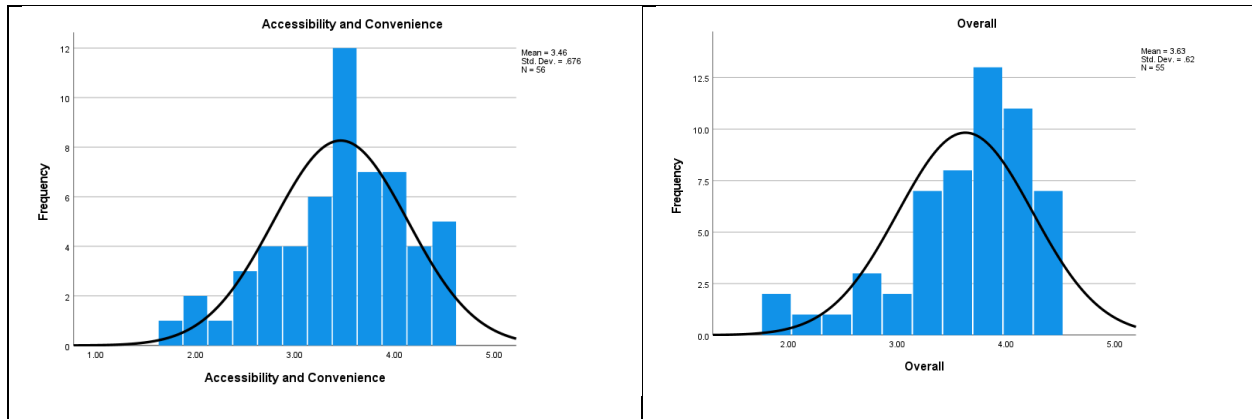 Accessibility and Convenience
Mean = 3.46
Std. Dev. = .676
N = 56
12
10
8
6
4
2
0
Frequency
1.00 2.00 3.00 4.00 5.00
Accessibility and Convenience
Overall
Mean = 3.63
Std. Dev. = .62
N = 55
12.5
10.0
7.5
5.0
2.5
0.0
Frequency
2.00 3.00 4.00 5.00
Overall